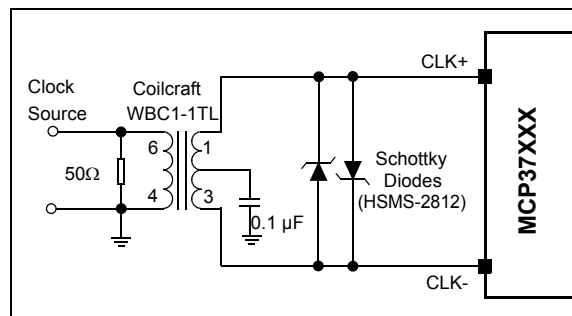 Clock
Source
Coilcraft
WBC1-1TL
CLK+
6
1
50Ω
4
3
0.1 µF
Schottky
Diodes
(HSMS-2812)
CLK-
MCP37XXX